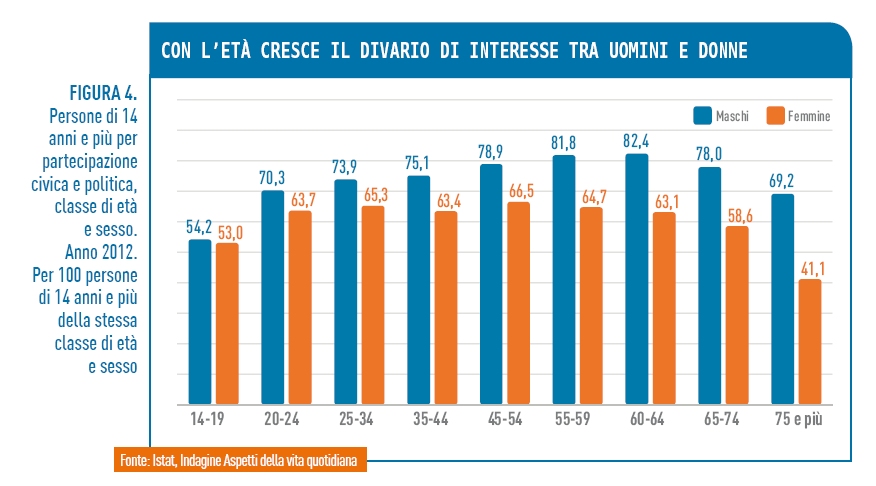 CON L'ETÀ CRESCE IL DIVARIO DI INTERESSE TRA UOMINI E DONNE
FIGURA 4.
Persone di 14
anni e più per
partecipazione
civica e politica,
classe di età
e sesso.
Anno 2012.
Per 100 persone
di 14 anni e più
della stessa
classe di età
e sesso
Maschi Femmine
54,2 53,0 70,3 63,7 73,9 65,3 75,1 63,4 78,9 66,5 81,8 64,7 82,4 63,1 78,0 58,6 69,2 41,1
14-19 20-24 25-34 35-44 45-54 55-59 60-64 65-74 75 e più
Fonte: Istat, Indagine Aspetti della vita quotidiana